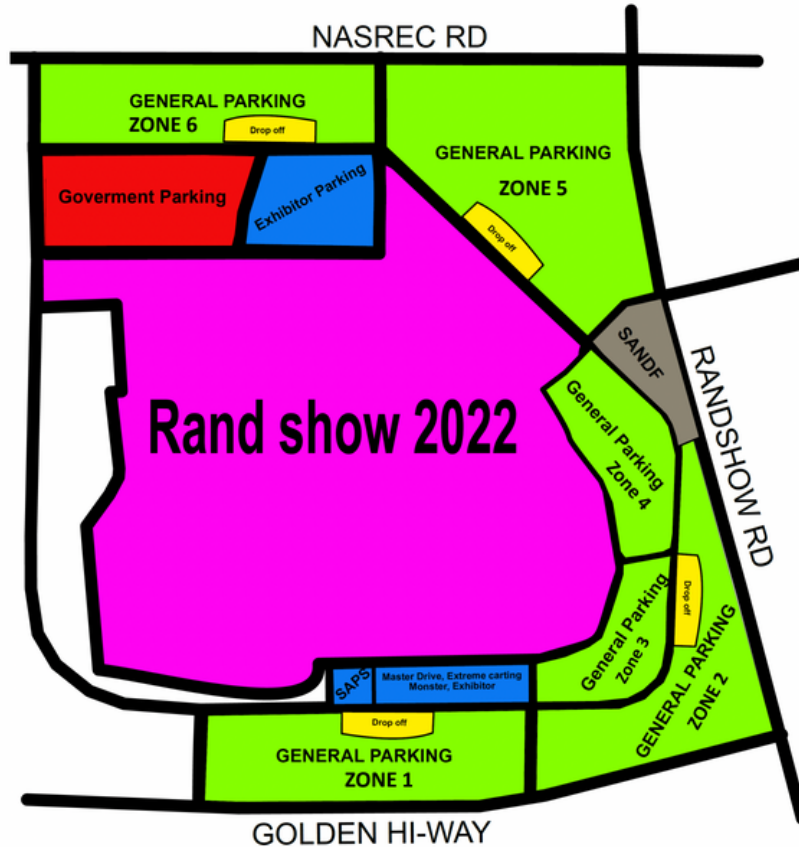 NASREC RD
GENERAL PARKING
ZONE 6
Drop off
GENERAL PARKING
ZONE 5
Goverment Parking
Exhibitor Parking
Drop off
SANDF
RANDSHOW RD
Rand show 2022
General Parking
Zone 4
Drop off
General Parking
Zone 3
GENERAL PARKING
ZONE 2
SAPS
Master Drive, Extreme carting
Monster, Exhibitor
Drop off
GENERAL PARKING
ZONE 1
GOLDEN HI-WAY